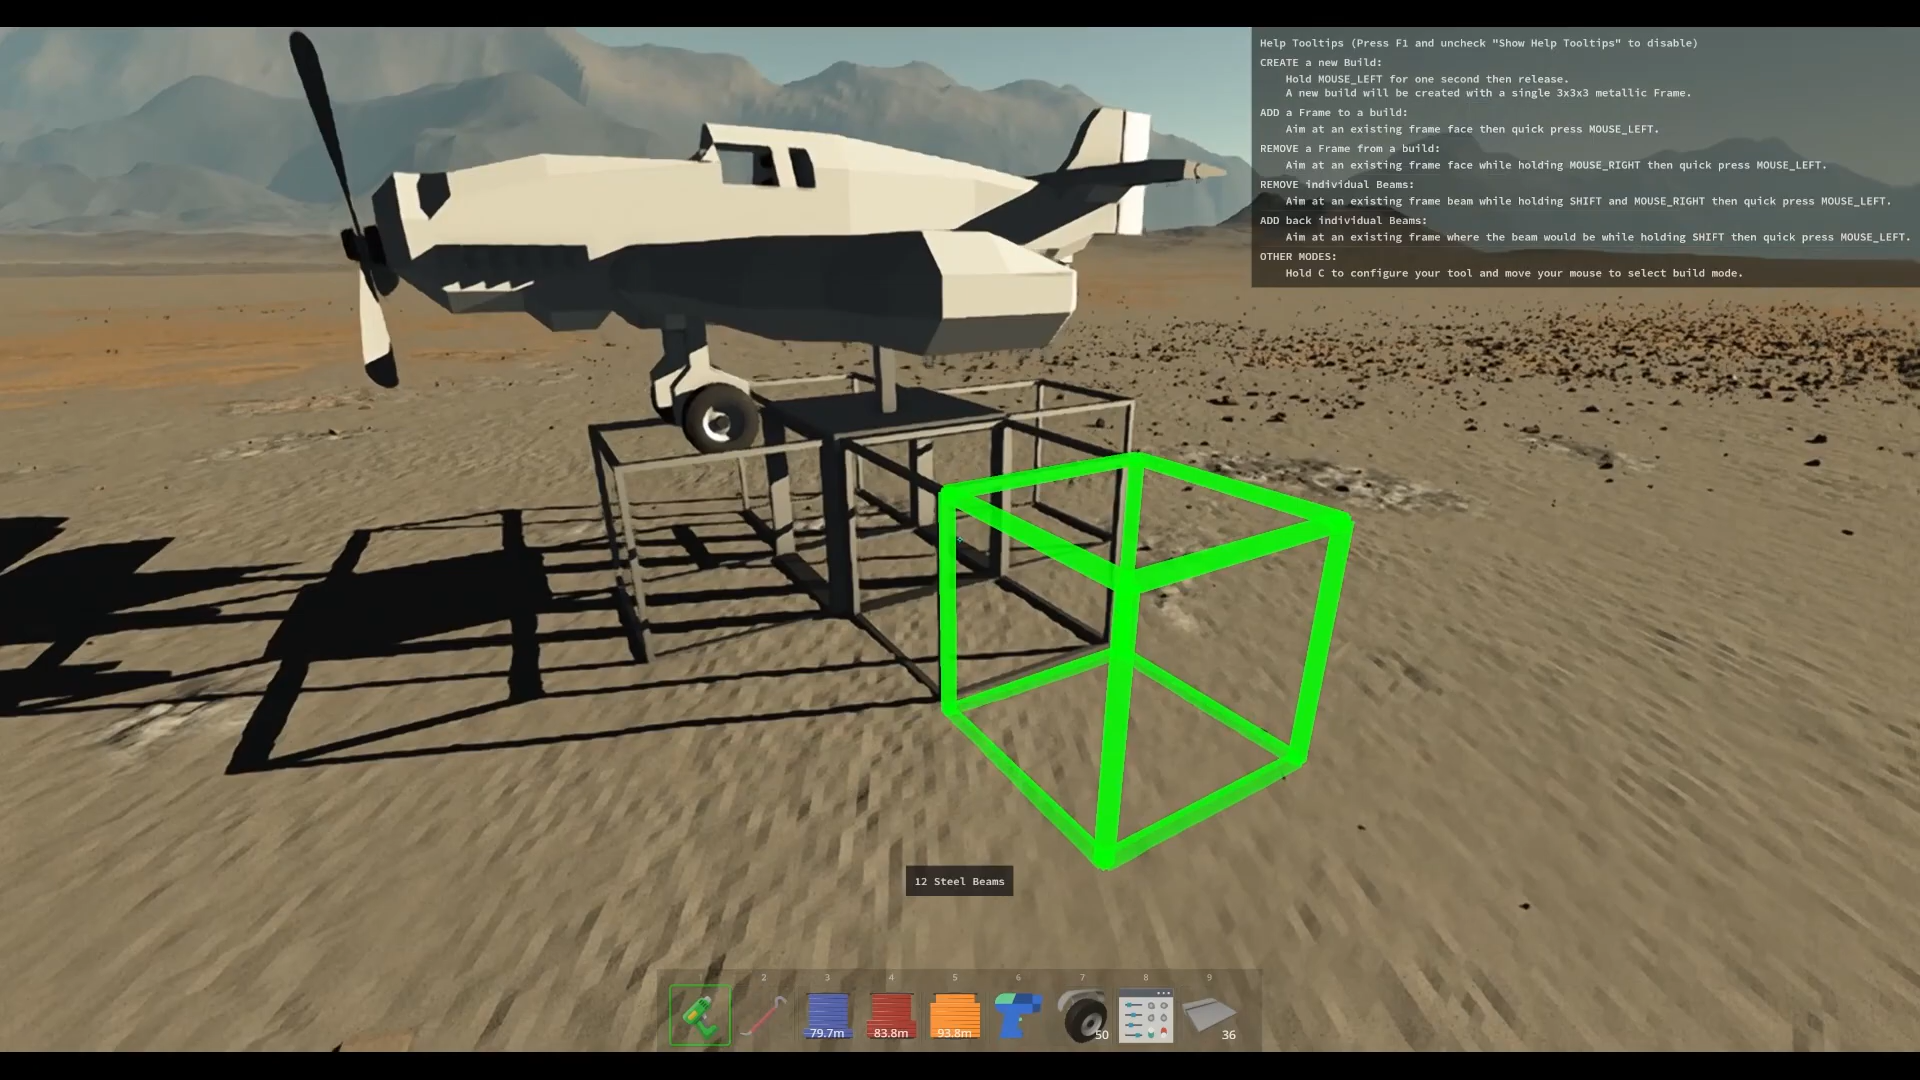 Help Tooltips (Press F1 and uncheck "Show Help Tooltips" to disable)
CREATE a new Build:
Hold MOUSE_LEFT for one second then release.
A new build will be created with a single 3x3x3 metallic Frame.
ADD a Frame to a build:
Aim at an existing frame face then quick press MOUSE_LEFT.
REMOVE a Frame from a build:
Aim at an existing frame face while holding MOUSE_RIGHT then quick press MOUSE_LEFT.
REMOVE individual Beams:
Aim at an existing frame beam while holding SHIFT and MOUSE_RIGHT then quick press MOUSE_LEFT.
ADD back individual Beams:
Aim at an existing frame where the beam would be while holding SHIFT then quick press MOUSE_LEFT.
OTHER MODES:
Hold C to configure your tool and move your mouse to select build mode.
12 Steel Beams
1 2 3 4 5 6 7 8 9
79.7m 83.8m 93.8m 50 36